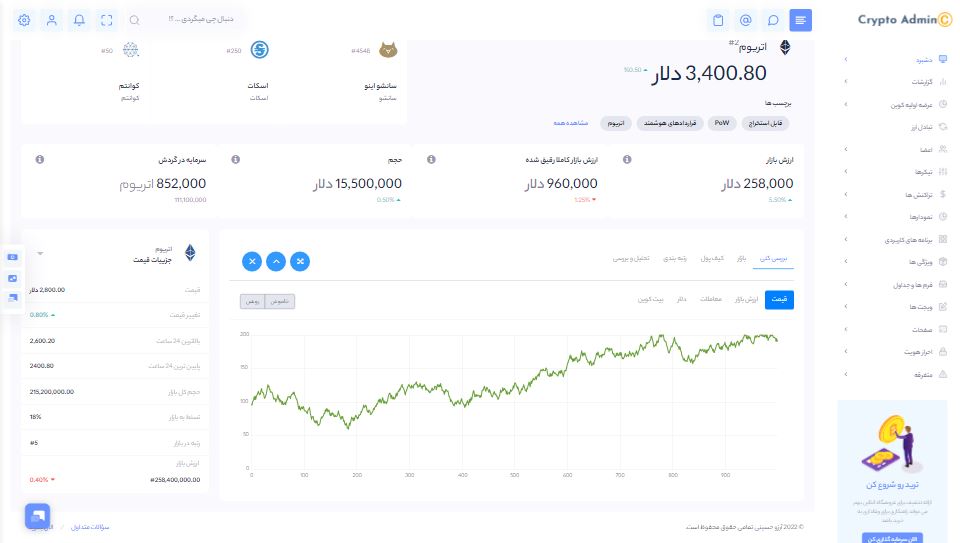 Crypto Admin
دنبال چی میگردی ... ؟!
داشبرد
گزارشات
عرضه اولیه کوین
تبادل ارز
اعضا
تیکرها
تراکنش ها
نمودارها
برنامه های کاربردی
ویژگی ها
فرم ها و جداول
ویجت ها
صفحات
احراز هویت
متفرقه
ترید رو شروع کن
الان سرمایه گذاری کن
اتریوم #2
3,400.80 دلار
%0.50
برچسب ها
قابل استخراج
PoW
قراردادهای هوشمند
اتریوم
مشاهده همه
#4546
سانشو اینو
سانشو
#250
اسکات
اسکات
#50
کوانتم
کوانتم
ارزش بازار
258,000 دلار
5.50%
ارزش بازار کاملا رقیق شده
960,000 دلار
1.25%
حجم
15,500,000 دلار
0.50%
سرمایه در گردش
852,000 اتریوم
111,100,000
بررسی کلی
بازار
کیف پول
رتبه بندی
تحلیل و بررسی
قیمت
ارزش بازار
معاملات
دلار
بیت کوین
خاموش
روشن
200
150
100
50
0
0 100 200 300 400 500 600 700 800 900
اتریوم
جزییات قیمت
قیمت
2,800.00 دلار
تغییر قیمت
0.80%
بالاترین 24 ساعت
2,600.20
پایین ترین 24 ساعت
2400.80
حجم کل بازار
215,200,000.00
تسلط به بازار
18%
رتبه در بازار
#5
ارزش بازار
#258,400,000.00
0.40%
© 2022 آرزو حسینی تمامی حقوق محفوظ است.
سؤالات متداول /